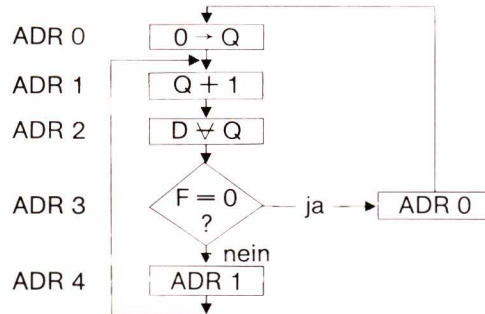 ADR 0 0 → Q
ADR 1 Q + 1
ADR 2 D ⩝ Q
ADR 3 F = 0 ja ADR 0
?
nein
ADR 4 ADR 1